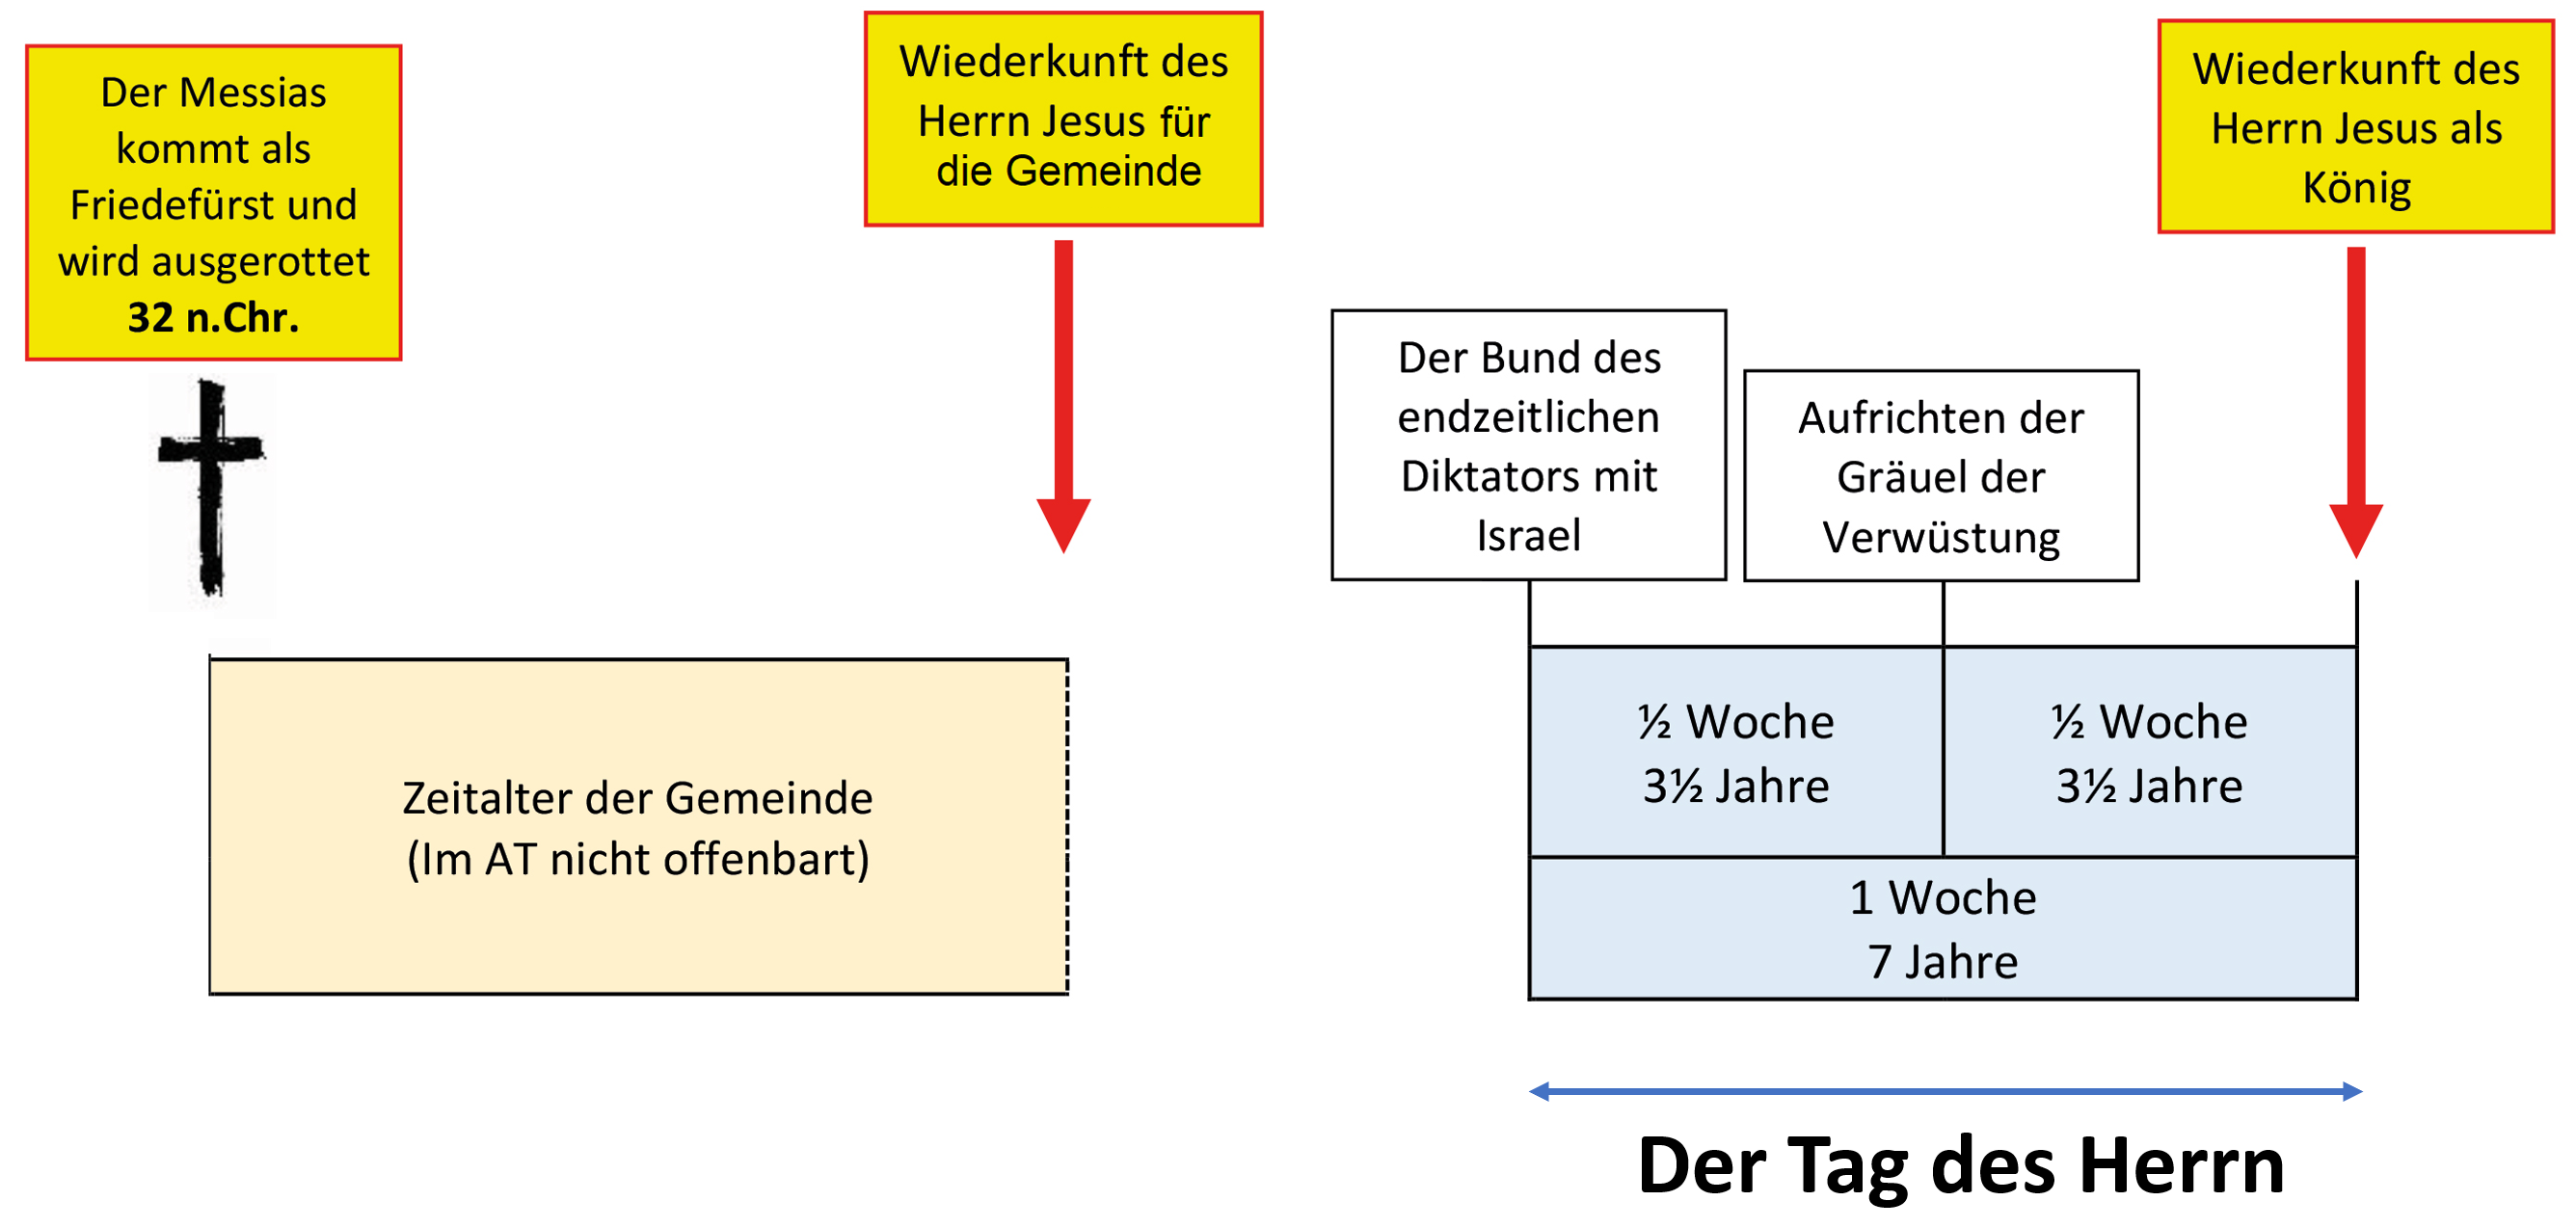 Der Messias
kommt als
Friedefürst und
wird ausgerottet
32 n.Chr.
Wiederkunft des
Herrn Jesus für
die Gemeinde
Wiederkunft des
Herrn Jesus als
König
Der Bund des
endzeitlichen
Diktators mit
Israel
Aufrichten der
Gräuel der
Verwüstung
Zeitalter der Gemeinde
(Im AT nicht offenbart)
½ Woche
3½ Jahre
½ Woche
3½ Jahre
1 Woche
7 Jahre
Der Tag des Herrn